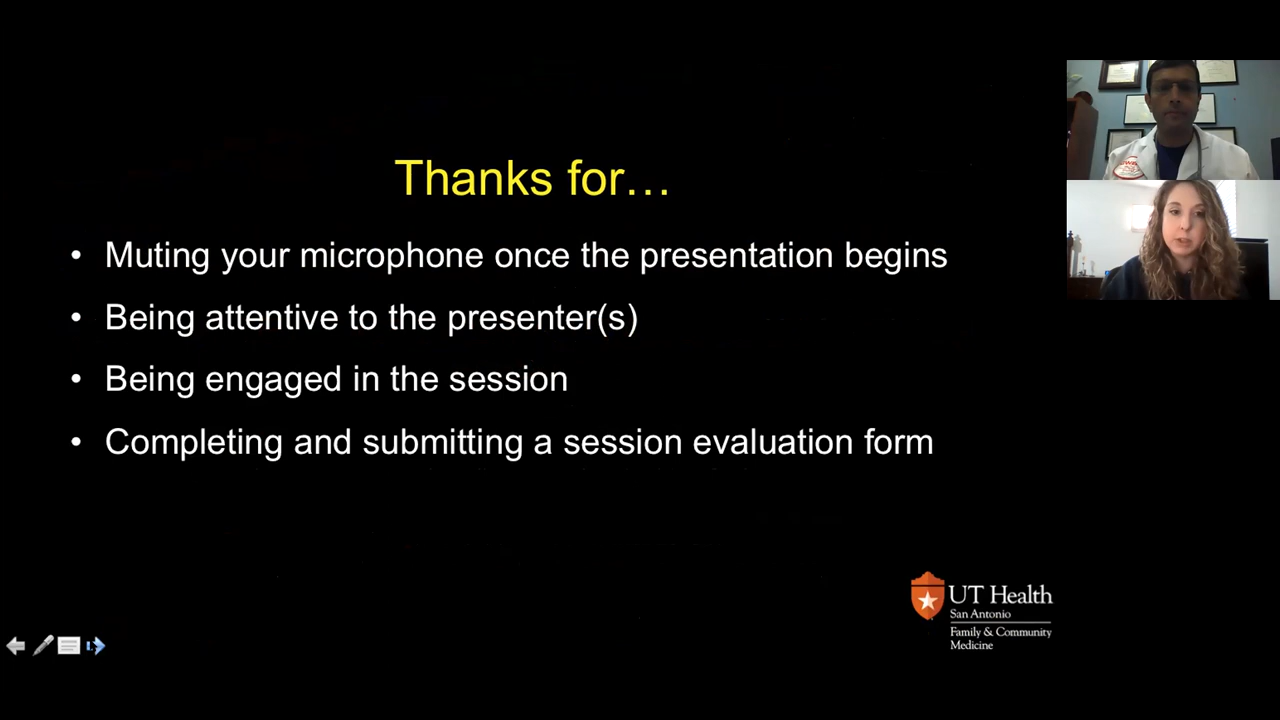 Thanks for…
• Muting your microphone once the presentation begins
• Being attentive to the presenter(s)
• Being engaged in the session
• Completing and submitting a session evaluation form
UT Health
San Antonio
Family & Community
Medicine